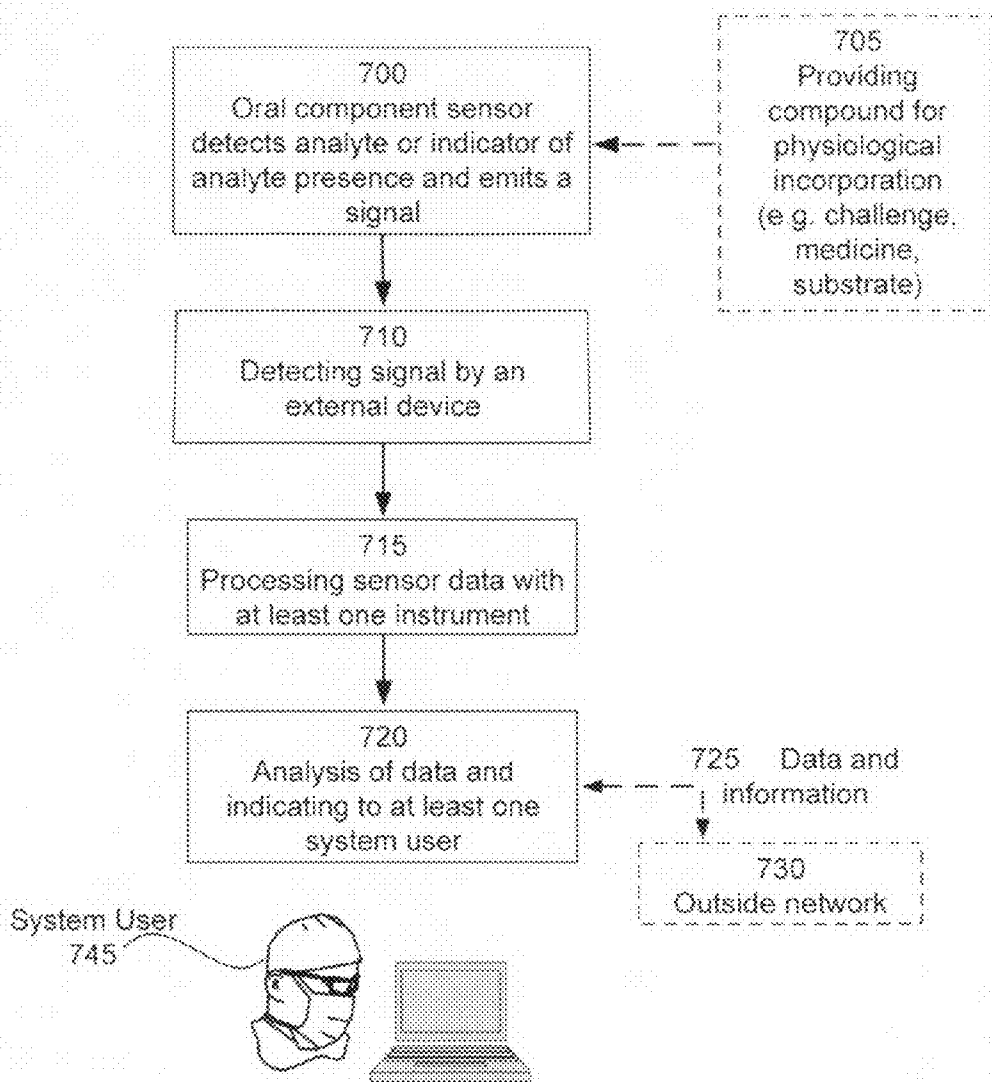 700
Oral component sensor
detects analyte or indicator of
analyte presence and emits a
signal
705
Providing
compound for
physiological
incorporation
(e g. challenge,
medicine,
substrate)
710
Detecting signal by an
external device
715
Processing sensor data with
at least one instrument
720
Analysis of data and
indicating to at least one
system user
725 Data and
information
730
Outside network
System User
745